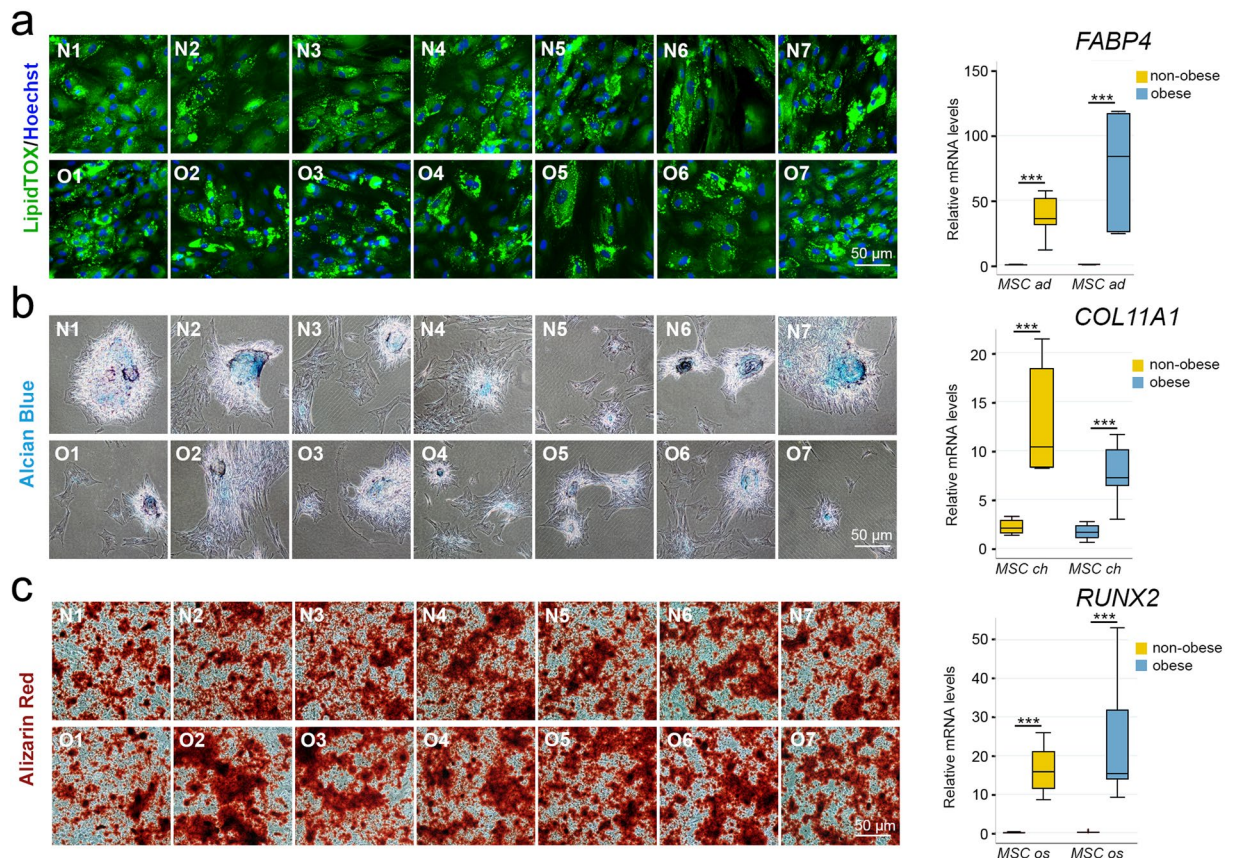 a
LipidTOX/Hoechst
N1 N2 N3 N4 N5 N6 N7
O1 O2 O3 O4 O5 O6 O7
50 µm
FABP4
Relative mRNA levels
150
100
50
0
non-obese
obese
***
***
MSC ad MSC ad
b
Alcian Blue
N1 N2 N3 N4 N5 N6 N7
O1 O2 O3 O4 O5 O6 O7
50 µm
COL11A1
Relative mRNA levels
20
15
10
5
0
non-obese
obese
***
***
MSC ch MSC ch
c
Alizarin Red
N1 N2 N3 N4 N5 N6 N7
O1 O2 O3 O4 O5 O6 O7
50 µm
RUNX2
Relative mRNA levels
50
40
30
20
10
0
non-obese
obese
***
***
MSC os MSC os